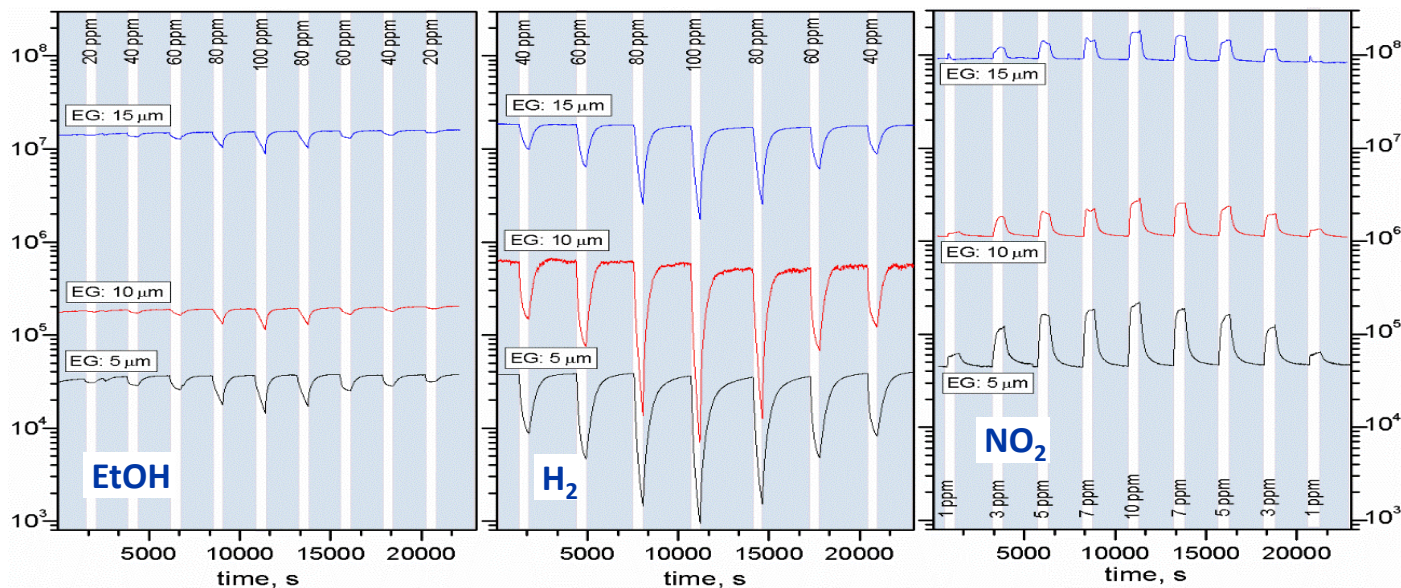 20 ppm
40 ppm
60 ppm
80 ppm
100 ppm
80 ppm
60 ppm
40 ppm
20 ppm
10⁸
10⁷
10⁶
10⁵
10⁴
10³
EG: 15 μm
EG: 10 μm
EG: 5 μm
EtOH
5000 10000 15000 20000
time, s
40 ppm
60 ppm
80 ppm
100 ppm
80 ppm
60 ppm
40 ppm
EG: 15 μm
EG: 10 μm
EG: 5 μm
H₂
5000 10000 15000 20000
time, s
EG: 15 μm
EG: 10 μm
EG: 5 μm
NO₂
1 ppm
3 ppm
5 ppm
7 ppm
10 ppm
7 ppm
5 ppm
3 ppm
1 ppm
10⁸
10⁷
10⁶
10⁵
10⁴
10³
5000 10000 15000 20000
time, s